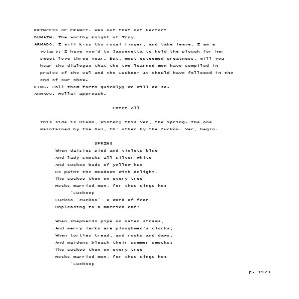 PRINCESS OF FRANCE. Was not that Hector?
DUMAIN. The worthy Knight of Troy.
ARMADO. I will kiss thy royal finger, and take leave. I am a
votary: I have vow'd to Jaquenetta to hold the plough for her
sweet love three year. But, most esteemed greatness, will you
hear the dialogue that the two learned men have compiled in
praise of the owl and the cuckoo? It should have followed in the
end of our show.
KING. Call them forth quickly; we will do so.
ARMADO. Holla! approach.
Enter All
This side is Hiems, Winter; this Ver, the Spring- the one
maintained by the owl, th' other by the cuckoo. Ver, begin.
SPRING
When daisies pied and violets blue
And lady-smocks all silver-white
And cuckoo-buds of yellow hue
Do paint the meadows with delight,
The cuckoo then on every tree
Mocks married men, for thus sings he:
'Cuckoo;
Cuckoo, cuckoo'- O word of fear,
Unpleasing to a married ear!
When shepherds pipe on oaten straws,
And merry larks are ploughmen's clocks;
When turtles tread, and rooks and daws,
And maidens bleach their summer smocks;
The cuckoo then on every tree
Mocks married men, for thus sings he:
'Cuckoo;